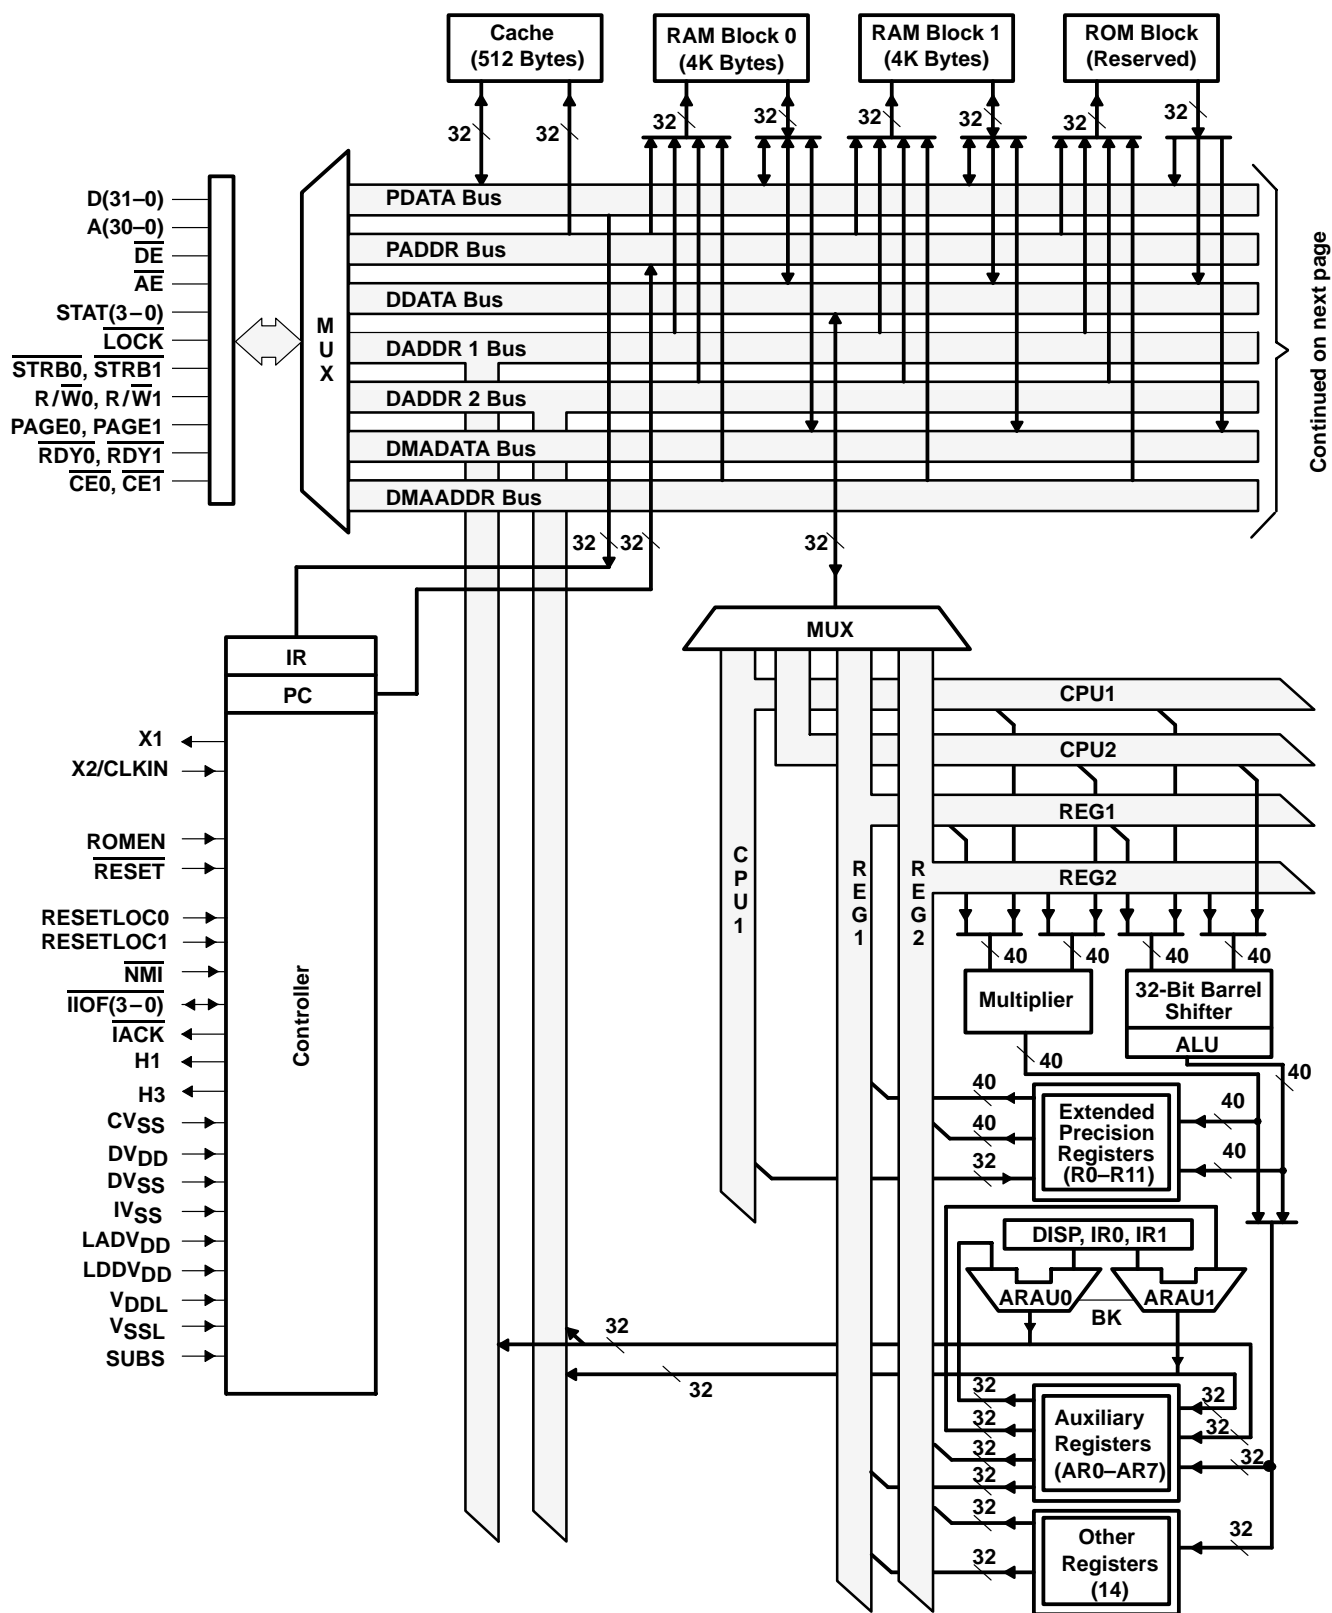 Cache
(512 Bytes)
RAM Block 0
(4K Bytes)
RAM Block 1
(4K Bytes)
ROM Block
(Reserved)
32
32
32
32
32
32
32
32
D(31–0)
A(30–0)
DE
AE
STAT(3–0)
LOCK
STRB0, STRB1
R/W0, R/W1
PAGE0, PAGE1
RDY0, RDY1
CE0, CE1
MUX
PDATA Bus
PADDR Bus
DDATA Bus
DADDR 1 Bus
DADDR 2 Bus
DMADATA Bus
DMAADDR Bus
Continued on next page
32
32
32
IR
PC
Controller
X1
X2/CLKIN
ROMEN
RESET
RESETLOC0
RESETLOC1
NMI
IIOF(3–0)
IACK
H1
H3
CVSS
DVDD
DVSS
IVSS
LADVDD
LDDVDD
VDDL
VSSL
SUBS
MUX
CPU1
CPU2
REG1
REG2
CPU1
REG1
REG2
40
40
40
40
Multiplier
32-Bit Barrel
Shifter
ALU
40
40
40
40
32
Extended
Precision
Registers
(R0–R11)
40
40
DISP, IR0, IR1
ARAU0
ARAU1
BK
32
32
32
32
32
32
Auxiliary
Registers
(AR0–AR7)
32
32
32
32
32
Other
Registers
(14)
32